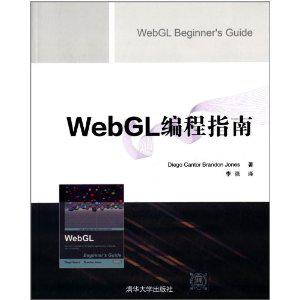 WebGL Beginner's Guide
WebGL编程指南
Diego Cantor Brandon Jones 著
李强 译
WebGL
Beginner's Guide
清华大学出版社